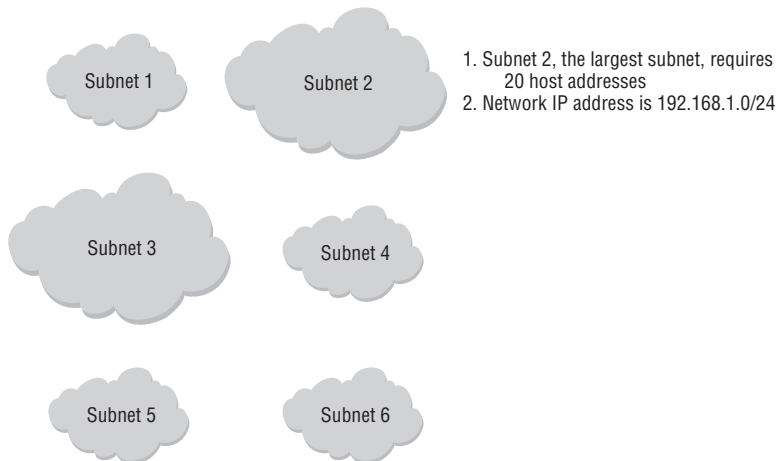 Subnet 1
Subnet 2
1. Subnet 2, the largest subnet, requires
20 host addresses
2. Network IP address is 192.168.1.0/24
Subnet 3
Subnet 4
Subnet 5
Subnet 6